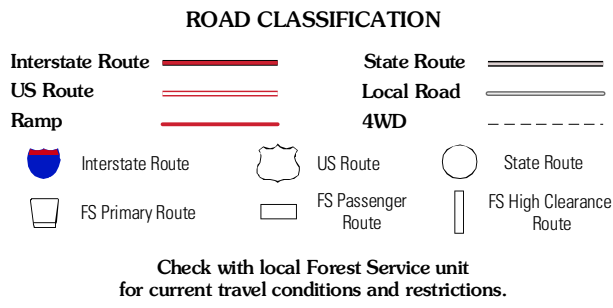 ROAD CLASSIFICATION
Interstate Route
State Route
US Route
Local Road
Ramp
4WD
Interstate Route
US Route
State Route
FS Primary Route
FS Passenger
Route
FS High Clearance
Route
Check with local Forest Service unit
for current travel conditions and restrictions.